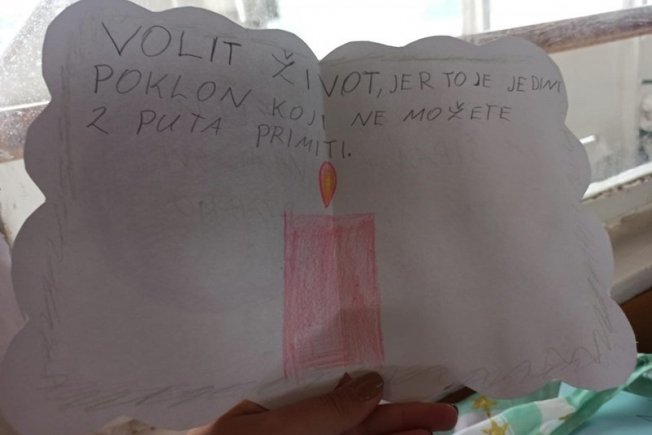 VOLIT ŽIVOT, JER TO JE JEDINI
POKLON KOJI NE MOŽETE
2 PUTA PRIMITI.